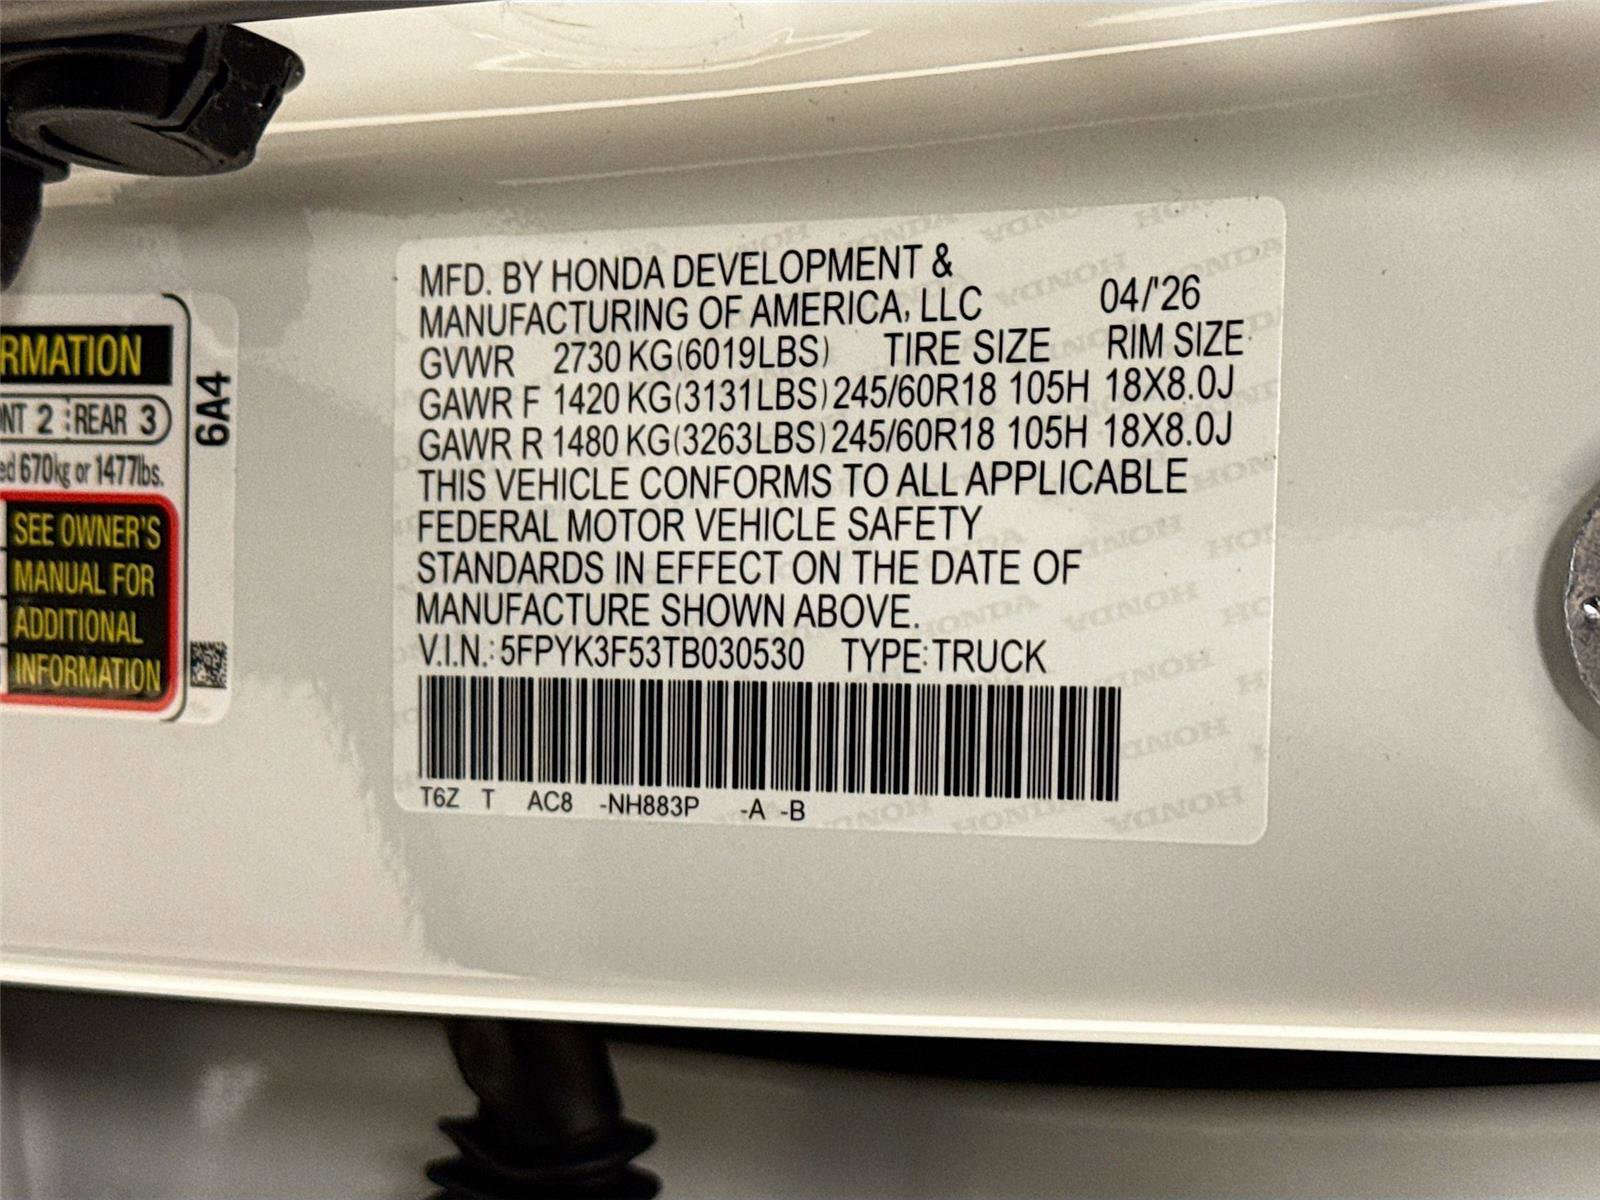 MFD. BY HONDA DEVELOPMENT &
MANUFACTURING OF AMERICA, LLC 04/'26
GVWR 2730 KG(6019LBS) TIRE SIZE RIM SIZE
GAWR F 1420 KG(3131LBS) 245/60R18 105H 18X8.0J
GAWR R 1480 KG(3263LBS) 245/60R18 105H 18X8.0J
THIS VEHICLE CONFORMS TO ALL APPLICABLE
FEDERAL MOTOR VEHICLE SAFETY
STANDARDS IN EFFECT ON THE DATE OF
MANUFACTURE SHOWN ABOVE.
V.I.N.: 5FPYK3F53TB030530 TYPE: TRUCK
T6Z T AC8 -NH883P -A -B
RMATION
NT 2 REAR 3
ed 670kg or 1477lbs.
SEE OWNER'S
MANUAL FOR
ADDITIONAL
INFORMATION
6A4